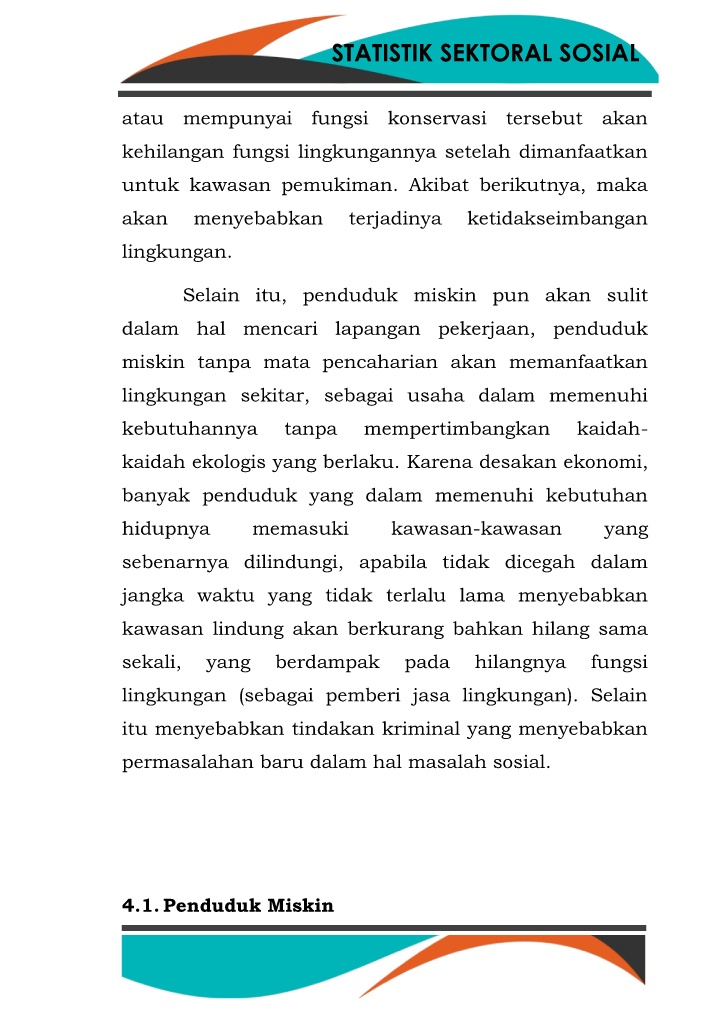 STATISTIK SEKTORAL SOSIAL
atau mempunyai fungsi konservasi tersebut akan
kehilangan fungsi lingkungannya setelah dimanfaatkan
untuk kawasan pemukiman. Akibat berikutnya, maka
akan menyebabkan terjadinya ketidakseimbangan
lingkungan.
Selain itu, penduduk miskin pun akan sulit
dalam hal mencari lapangan pekerjaan, penduduk
miskin tanpa mata pencaharian akan memanfaatkan
lingkungan sekitar, sebagai usaha dalam memenuhi
kebutuhannya tanpa mempertimbangkan kaidah-
kaidah ekologis yang berlaku. Karena desakan ekonomi,
banyak penduduk yang dalam memenuhi kebutuhan
hidupnya memasuki kawasan-kawasan yang
sebenarnya dilindungi, apabila tidak dicegah dalam
jangka waktu yang tidak terlalu lama menyebabkan
kawasan lindung akan berkurang bahkan hilang sama
sekali, yang berdampak pada hilangnya fungsi
lingkungan (sebagai pemberi jasa lingkungan). Selain
itu menyebabkan tindakan kriminal yang menyebabkan
permasalahan baru dalam hal masalah sosial.
4.1. Penduduk Miskin